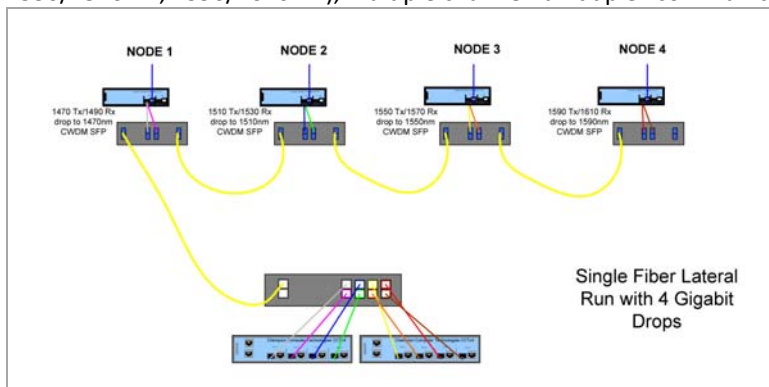 NODE 1
NODE 2
NODE 3
NODE 4
1470 Tx/1490 Rx
drop to 1470nm
CWDM SFP
1510 Tx/1530 Rx
drop to 1510nm
CWDM SFP
1550 Tx/1570 Rx
drop to 1550nm
CWDM SFP
1590 Tx/1610 Rx
drop to 1590nm
CWDM SFP
Single Fiber Lateral
Run with 4 Gigabit
Drops